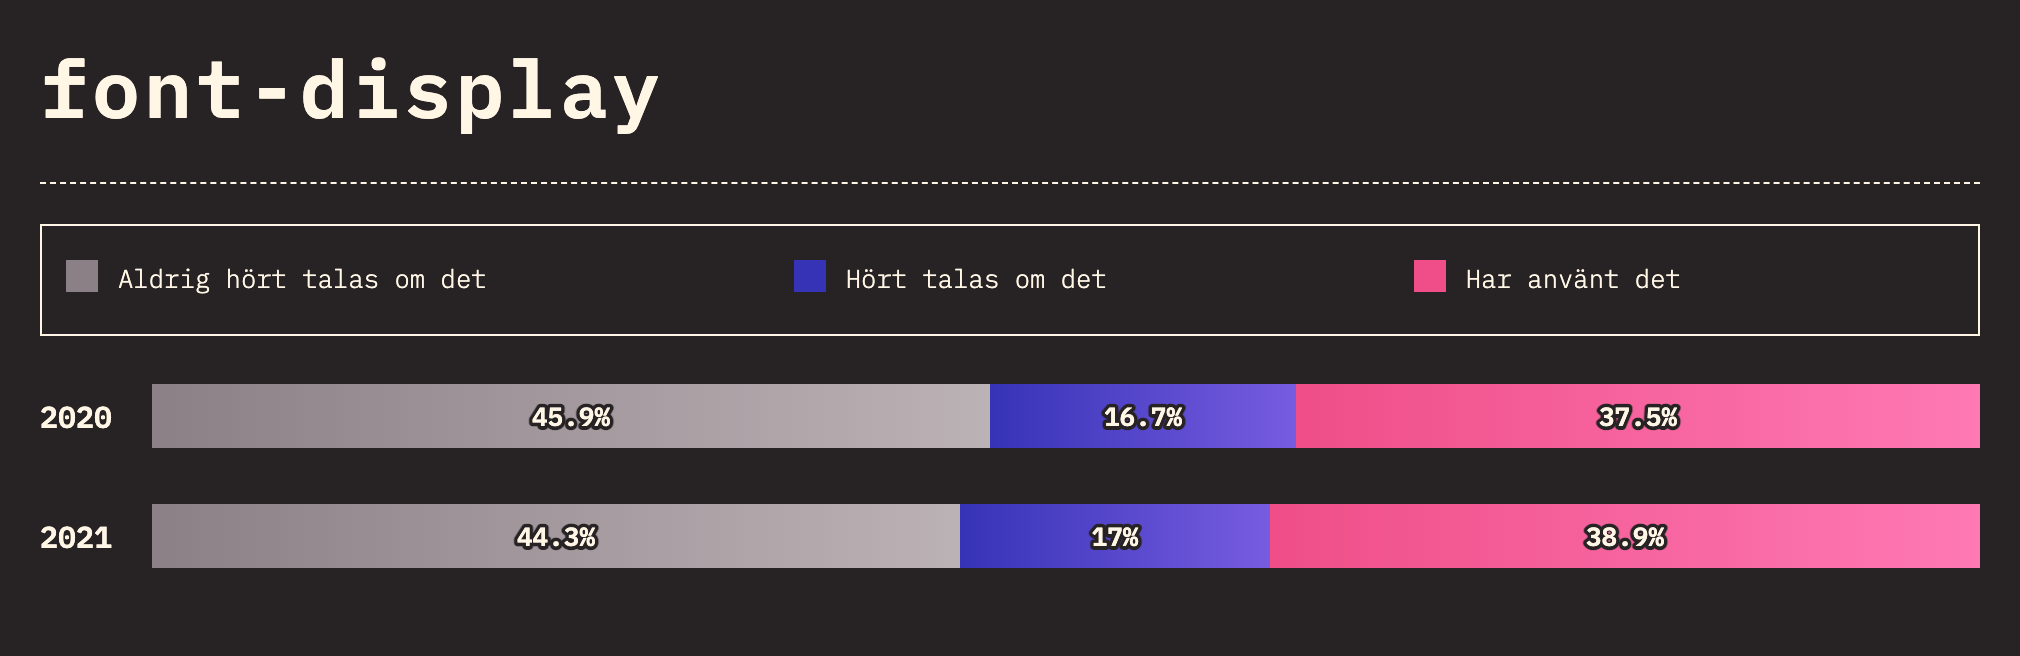 font-display
Aldrig hört talas om det
Hört talas om det
Har använt det
2020 45.9% 16.7% 37.5%
2021 44.3% 17% 38.9%